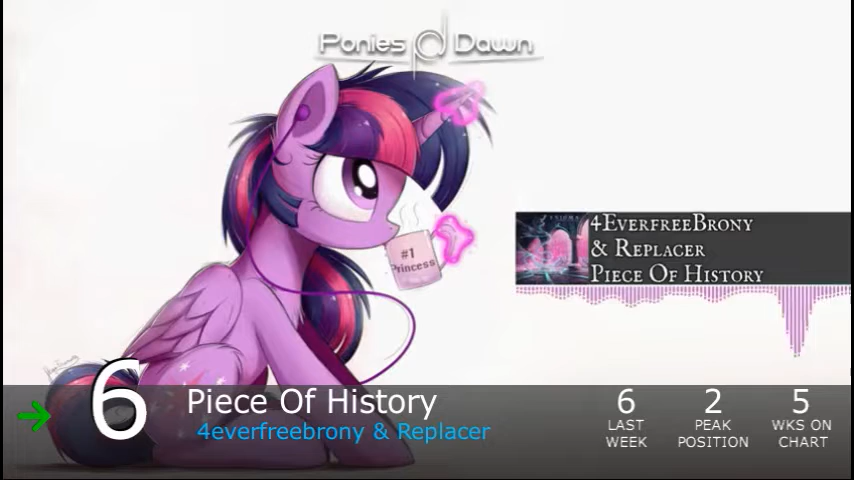 Ponies Dawn
#1
Princess
4EverfreeBrony
& Replacer
Piece Of History
6
Piece Of History
4everfreebrony & Replacer
6
LAST
WEEK
2
PEAK
POSITION
5
WKS ON
CHART